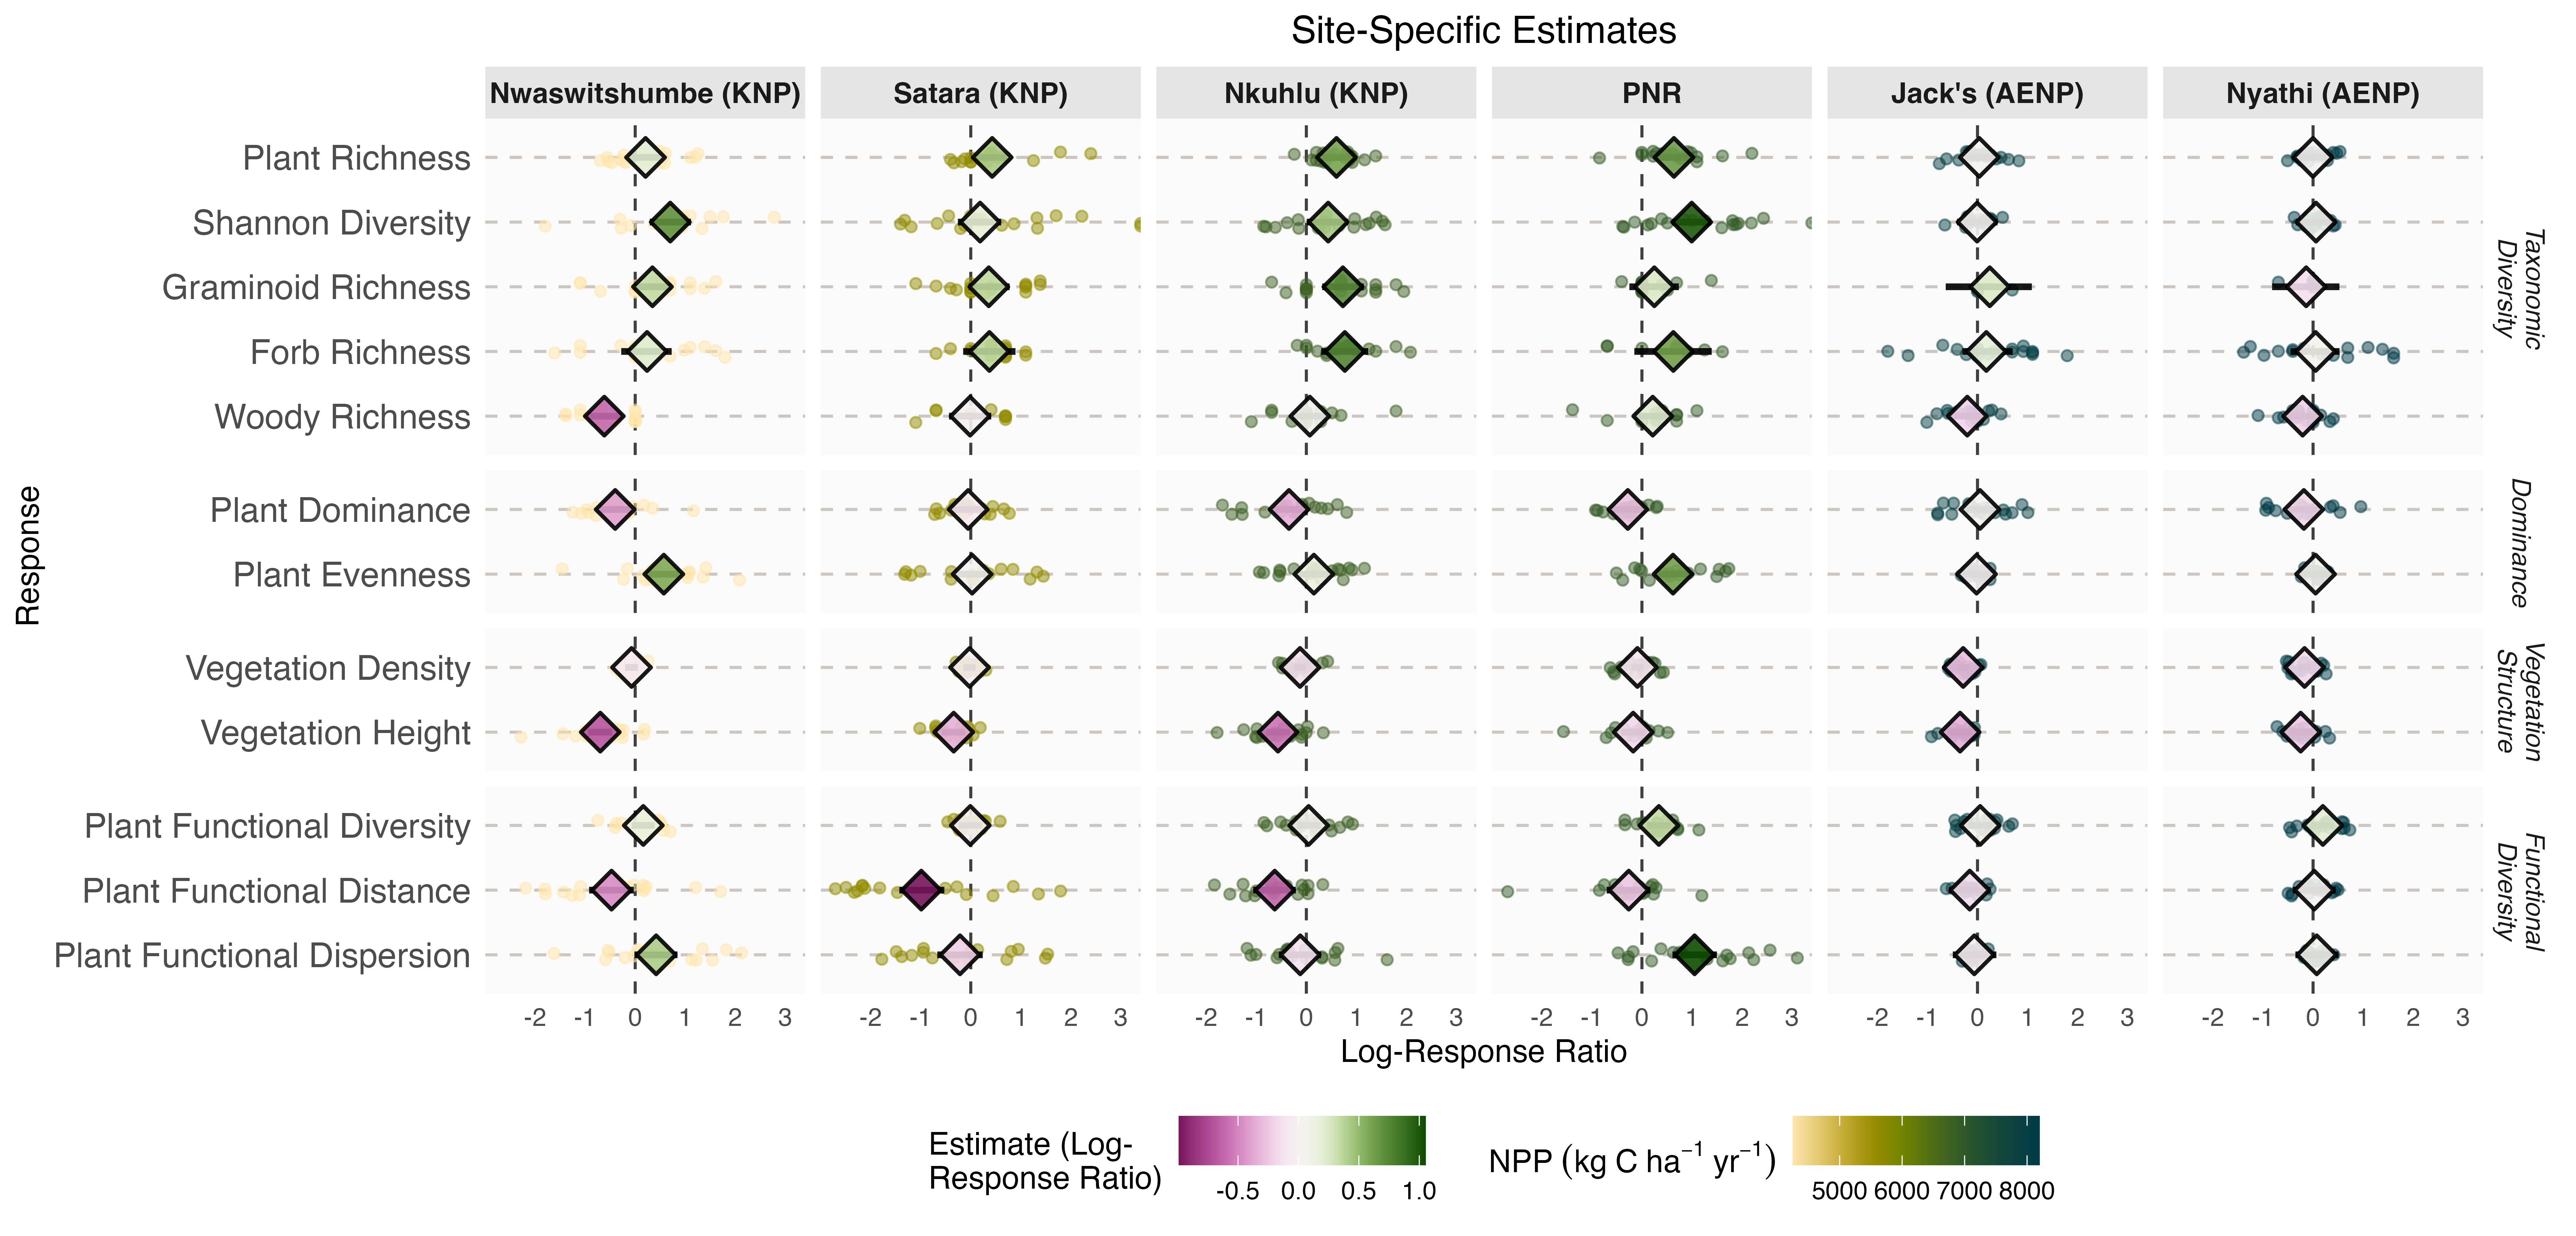 Site-Specific Estimates
Nwaswitshumbe (KNP) Satara (KNP) Nkuhlu (KNP) PNR Jack's (AENP) Nyathi (AENP)
Response
Plant Richness
Shannon Diversity
Graminoid Richness
Forb Richness
Woody Richness
Taxonomic
Diversity
Plant Dominance
Plant Evenness
Dominance
Vegetation Density
Vegetation Height
Vegetation
Structure
Plant Functional Diversity
Plant Functional Distance
Plant Functional Dispersion
Functional
Diversity
-2 -1 0 1 2 3 -2 -1 0 1 2 3 -2 -1 0 1 2 3 -2 -1 0 1 2 3 -2 -1 0 1 2 3 -2 -1 0 1 2 3
Log-Response Ratio
Estimate (Log-
Response Ratio)
-0.5 0.0 0.5 1.0
NPP (kg C ha⁻¹ yr⁻¹)
5000 6000 7000 8000